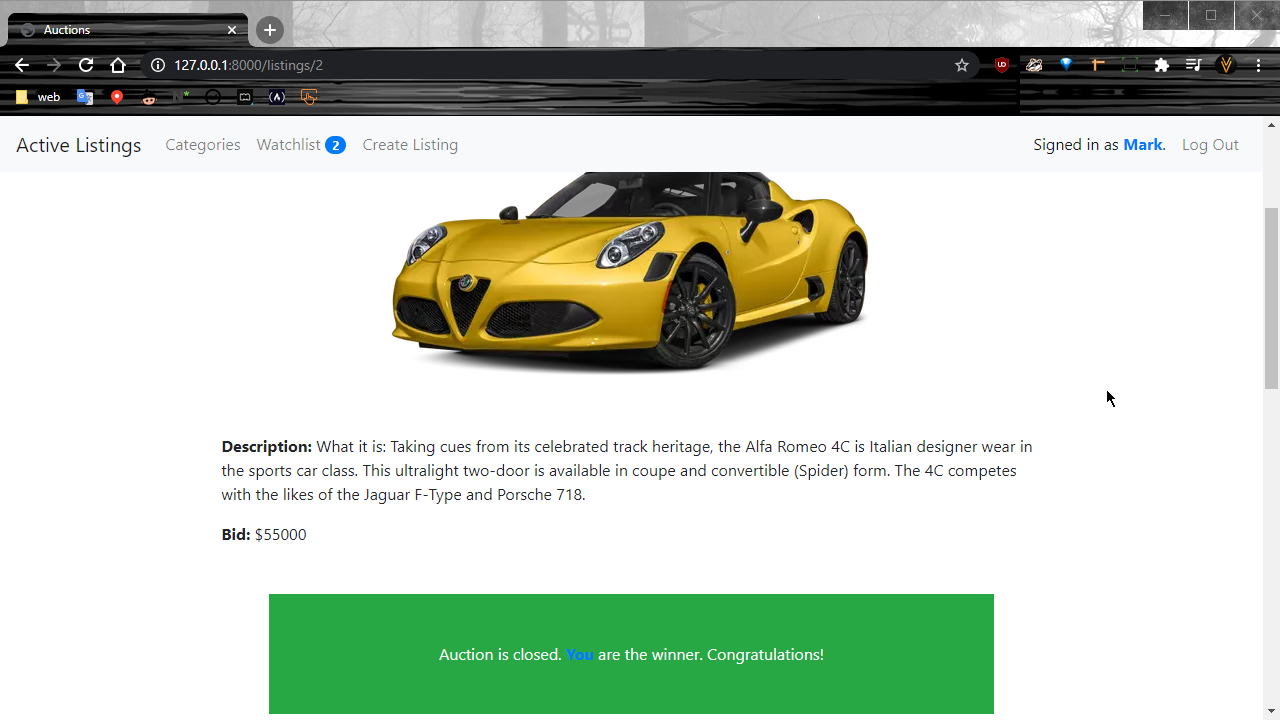 Auctions
127.0.0.1:8000/listings/2
web
Active Listings Categories Watchlist 2 Create Listing Signed in as Mark. Log Out
Description: What it is: Taking cues from its celebrated track heritage, the Alfa Romeo 4C is Italian designer wear in
the sports car class. This ultralight two-door is available in coupe and convertible (Spider) form. The 4C competes
with the likes of the Jaguar F-Type and Porsche 718.
Bid: $55000
Auction is closed. You are the winner. Congratulations!